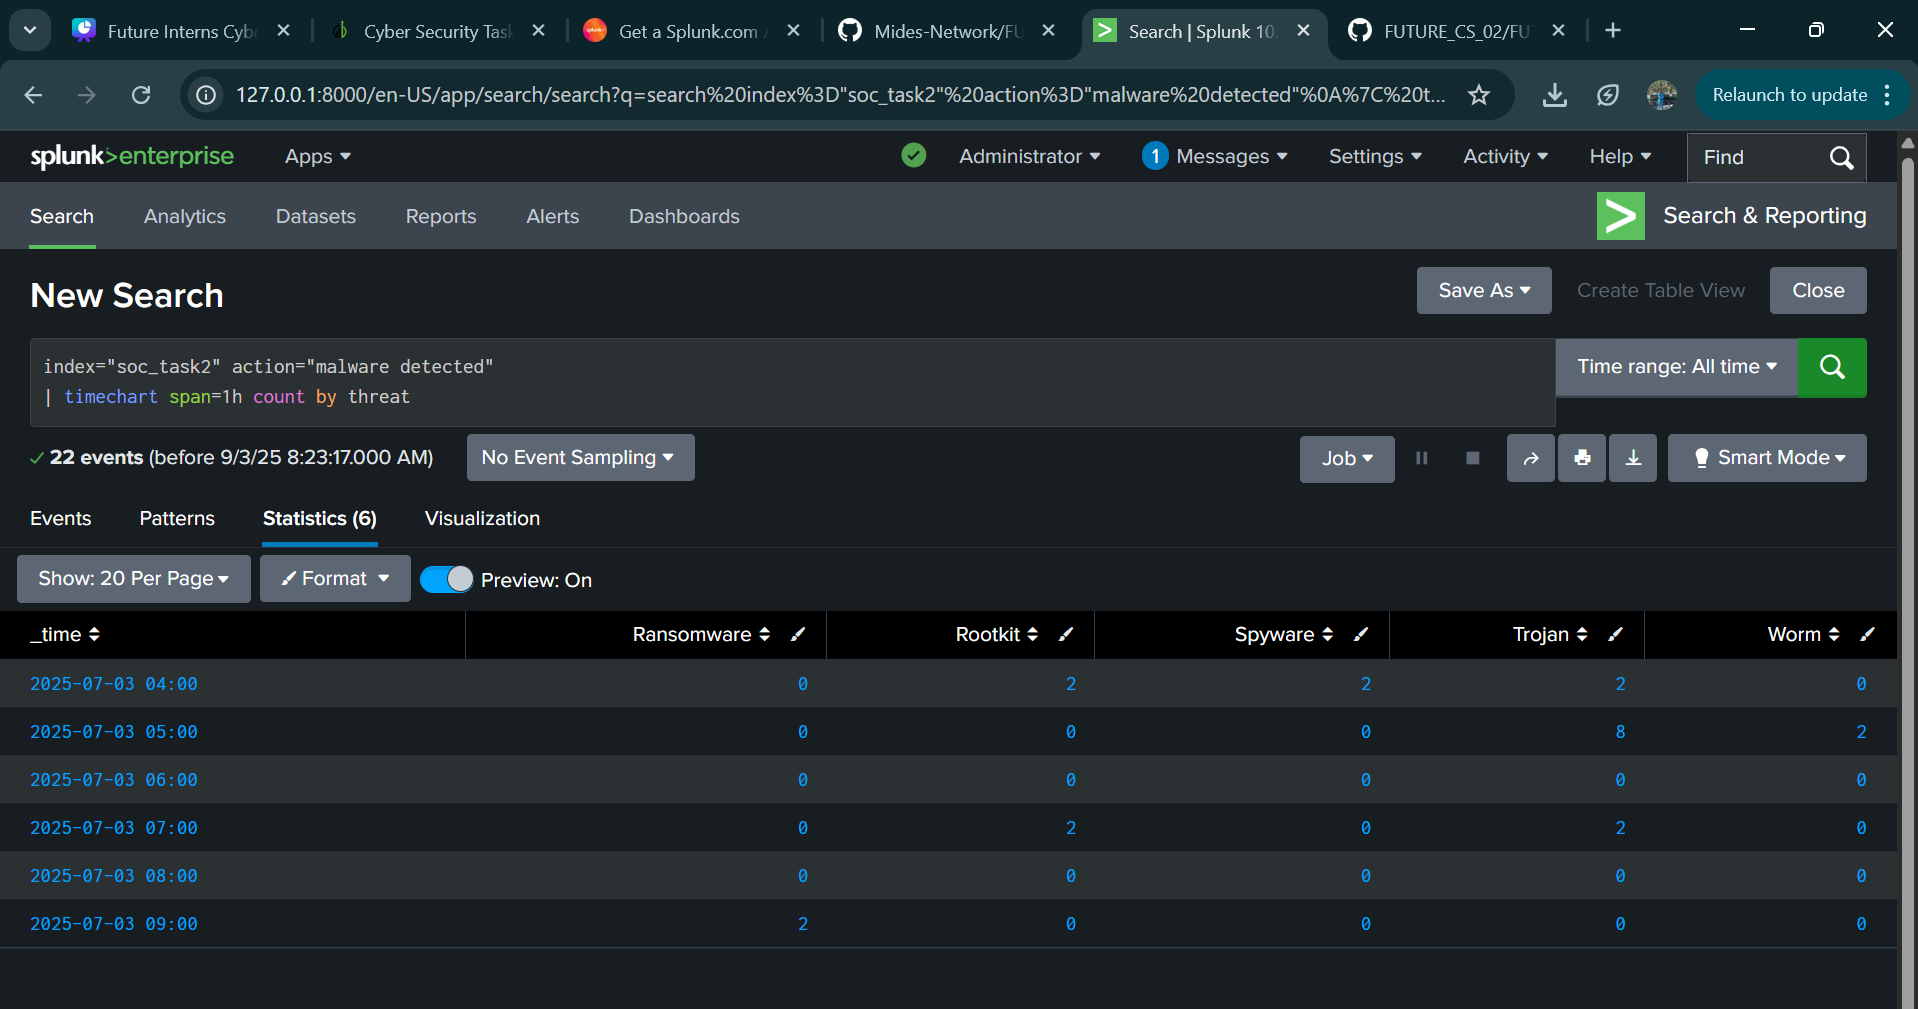 Future Interns Cybe
Cyber Security Task
Get a Splunk.com A
Mides-Network/FU
Search | Splunk 10.
FUTURE_CS_02/FU
127.0.0.1:8000/en-US/app/search/search?q=search%20index%3D"soc_task2"%20action%3D"malware%20detected"%0A%7C%20t...
Relaunch to update
splunk>enterprise
Apps
Administrator
1 Messages
Settings
Activity
Help
Find
Search
Analytics
Datasets
Reports
Alerts
Dashboards
Search & Reporting
New Search
Save As
Create Table View
Close
index="soc_task2" action="malware detected"
| timechart span=1h count by threat
Time range: All time
22 events (before 9/3/25 8:23:17.000 AM)
No Event Sampling
Job
Smart Mode
Events
Patterns
Statistics (6)
Visualization
Show: 20 Per Page
Format
Preview: On
_time Ransomware Rootkit Spyware Trojan Worm
2025-07-03 04:00 0 2 2 2 0
2025-07-03 05:00 0 0 0 8 2
2025-07-03 06:00 0 0 0 0 0
2025-07-03 07:00 0 2 0 2 0
2025-07-03 08:00 0 0 0 0 0
2025-07-03 09:00 2 0 0 0 0